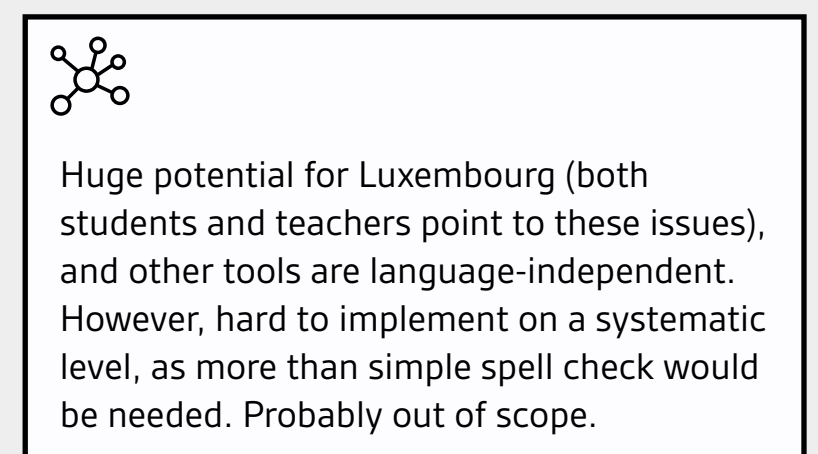 Huge potential for Luxembourg (both
students and teachers point to these issues),
and other tools are language-independent.
However, hard to implement on a systematic
level, as more than simple spell check would
be needed. Probably out of scope.